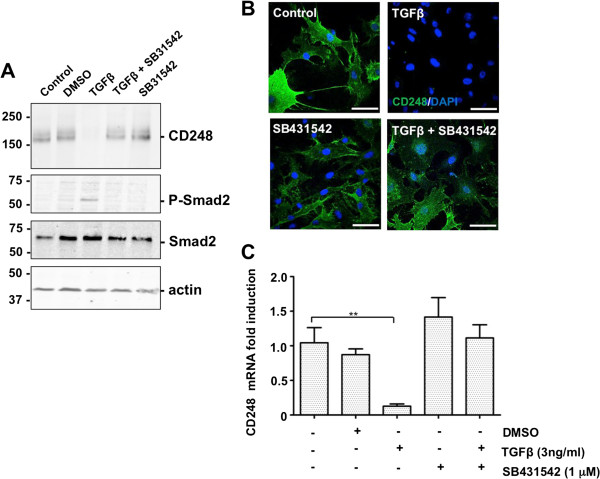 A
Control
DMSO
TGFβ
TGFβ + SB31542
SB31542
250
150
CD248
75
50
P-Smad2
75
50
Smad2
50
37
actin
B
Control
TGFβ
CD248/DAPI
SB431542
TGFβ + SB431542
C
CD248 mRNA fold induction
2.0
1.5
1.0
0.5
0
**
- + - - - DMSO
- - + - + TGFβ (3ng/ml)
- - - + + SB431542 (1 μM)